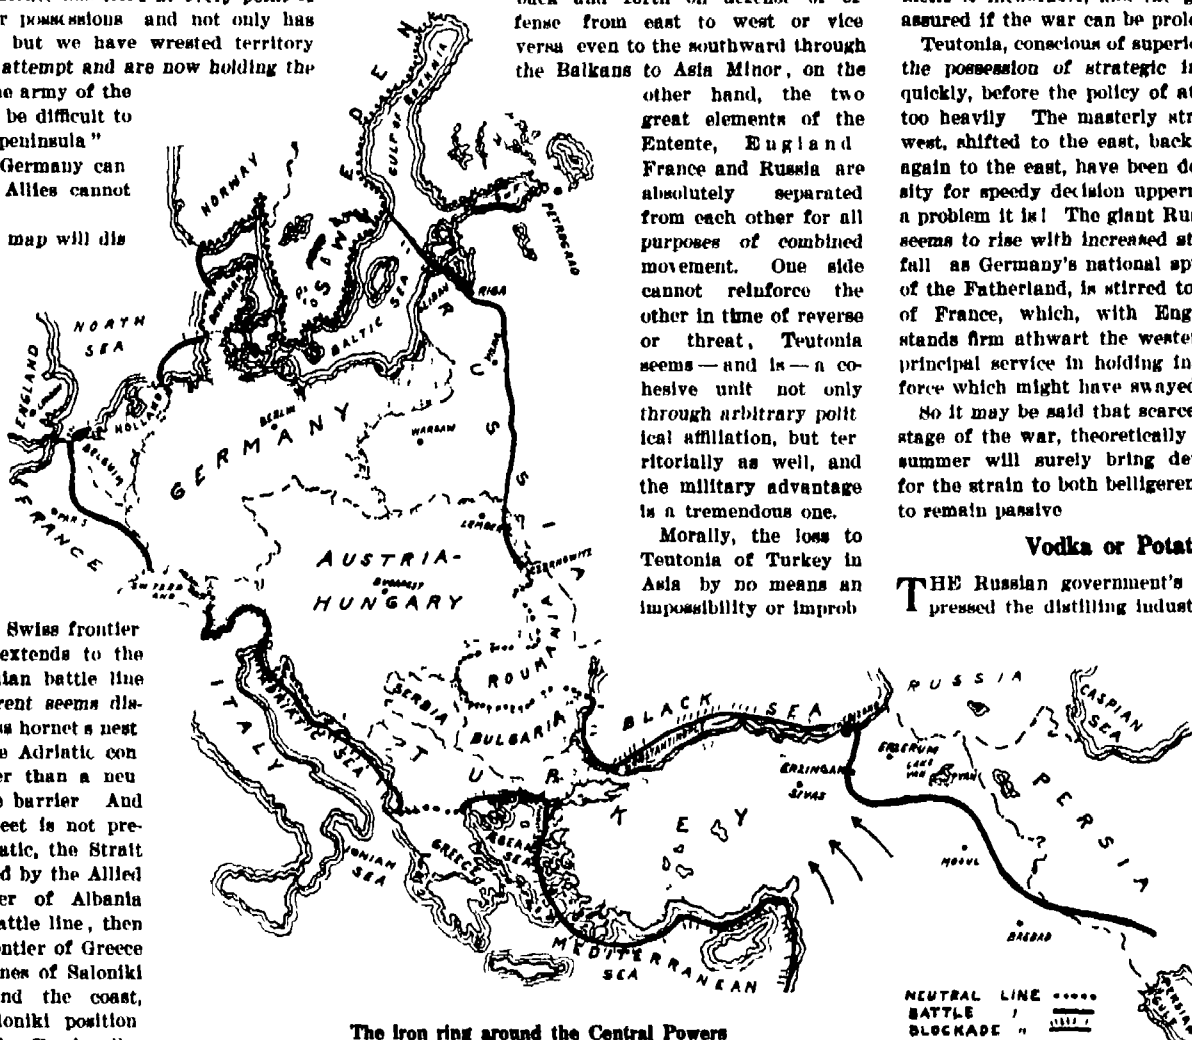 r possessions and not only has
but we have wrested territory
attempt and are now holding the
e army of the
be difficult to
peninsula"
Germany can
Allies cannot
map will dis
Swiss frontier
extends to the
ian battle line
rent seems dis-
us hornet s nest
e Adriatic con
er than a neu
e barrier And
eet is not pre-
atic, the Strait
d by the Allied
er of Albania
attle line, then
ontier of Greece
nes of Saloniki
nd the coast,
loniki position
fense from east to west or vice
versa even to the southward through
the Balkans to Asia Minor, on the
other hand, the two
great elements of the
Entente, England
France and Russia are
absolutely separated
from each other for all
purposes of combined
movement. One side
cannot reinforce the
other in time of reverse
or threat, Teutonia
seems — and is — a co-
hesive unit not only
through arbitrary polit
ical affiliation, but ter
ritorially as well, and
the military advantage
is a tremendous one.
Morally, the loss to
Teutonia of Turkey in
Asia by no means an
impossibility or improb
assured if the war can be prol
Teutonia, conscious of superi
the possession of strategic i
quickly, before the policy of at
too heavily The masterly str
west, shifted to the east, back
again to the east, have been de
sity for speedy decision upperm
a problem it is! The giant Ru
seems to rise with increased st
fall as Germany's national sp
of the Fatherland, is stirred to
of France, which, with Eng
stands firm athwart the weste
principal service in holding in
force which might have swayed
So it may be said that scarce
stage of the war, theoretically
summer will surely bring de
for the strain to both belligere
to remain passive
Vodka or Potat
THE Russian government's
pressed the distilling indust
NORWAY
SWEDEN
GULF OF BOTHNIA
PETROGRAD
DENMARK
NORTH
SEA
BALTIC SEA
LIBAU
RIGA
RUSSIA
ENGLAND
HOLLAND
BELGIUM
BERLIN
GERMANY
WARSAW
PARIS
FRANCE
LEMBERG
CZERNOWITZ
AUSTRIA-
BUDAPEST
HUNGARY
ROUMANIA
ITALY
ADRIATIC SEA
SERBIA
BULGARIA
BLACK SEA
CONSTANTINOPLE
RUSSIA
CASPIAN
SEA
TURKEY
ERZERUM
LAKE
VAN
VAN
ERZINGAN
SIVAS
PERSIA
GREECE
AEGEAN
SEA
IONIAN
SEA
MOSUL
BAGDAD
MEDITERRANEAN
SEA
PERSIAN
GULF
NEUTRAL LINE
BATTLE "
BLOCKADE "
The iron ring around the Central Powers